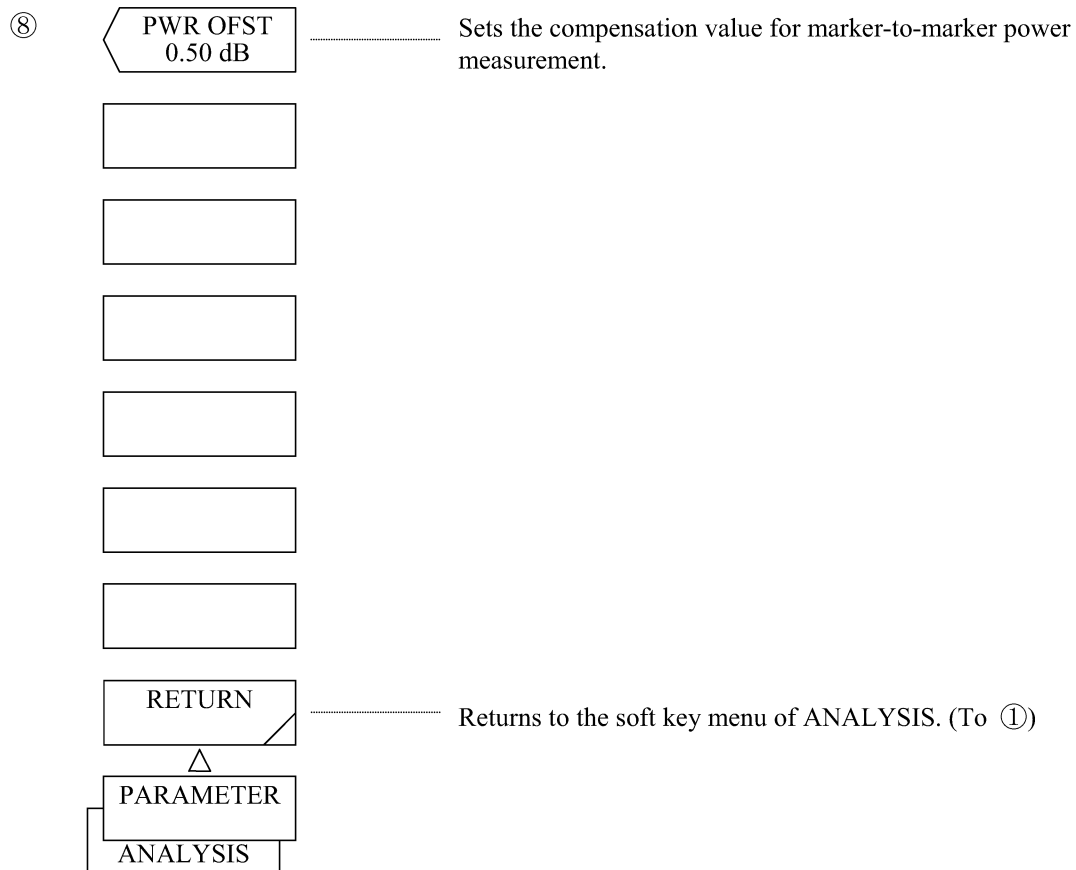 ⑧
PWR OFST
0.50 dB
Sets the compensation value for marker-to-marker power
measurement.
RETURN
Returns to the soft key menu of ANALYSIS. (To ①)
PARAMETER
ANALYSIS